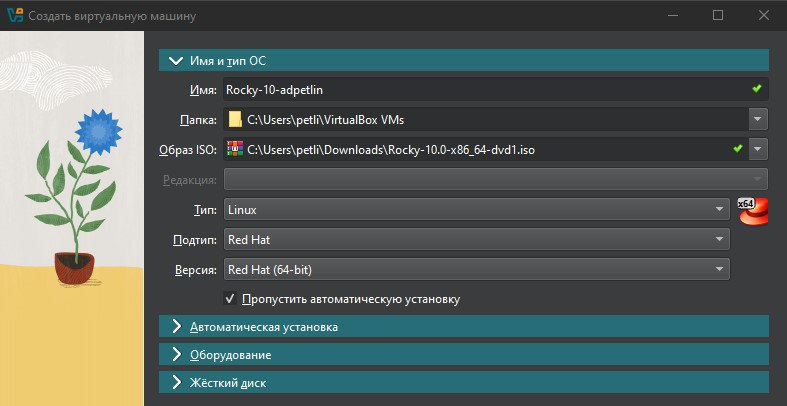 Создать виртуальную машину
Имя и тип ОС
Имя: Rocky-10-adpetlin
Папка: C:\Users\petli\VirtualBox VMs
Образ ISO: C:\Users\petli\Downloads\Rocky-10.0-x86_64-dvd1.iso
Редакция:
Тип: Linux x64
Подтип: Red Hat
Версия: Red Hat (64-bit)
Пропустить автоматическую установку
Автоматическая установка
Оборудование
Жёсткий диск